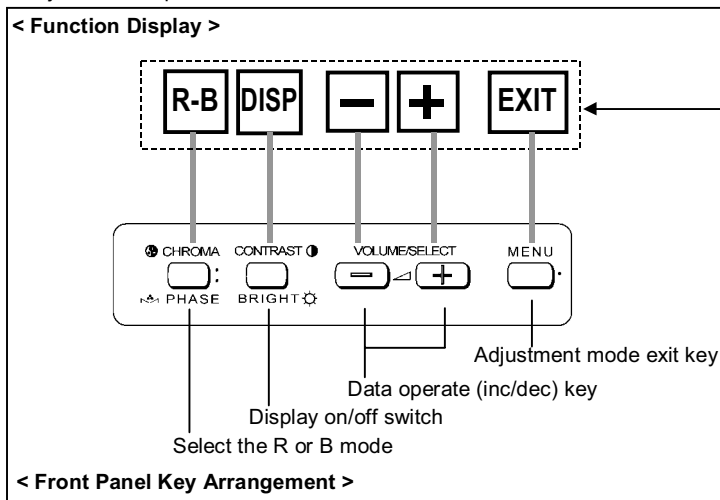 < Function Display >
R-B DISP − + EXIT
CHROMA CONTRAST VOLUME/SELECT MENU
− +
PHASE BRIGHT
Adjustment mode exit key
Data operate (inc/dec) key
Display on/off switch
Select the R or B mode
< Front Panel Key Arrangement >